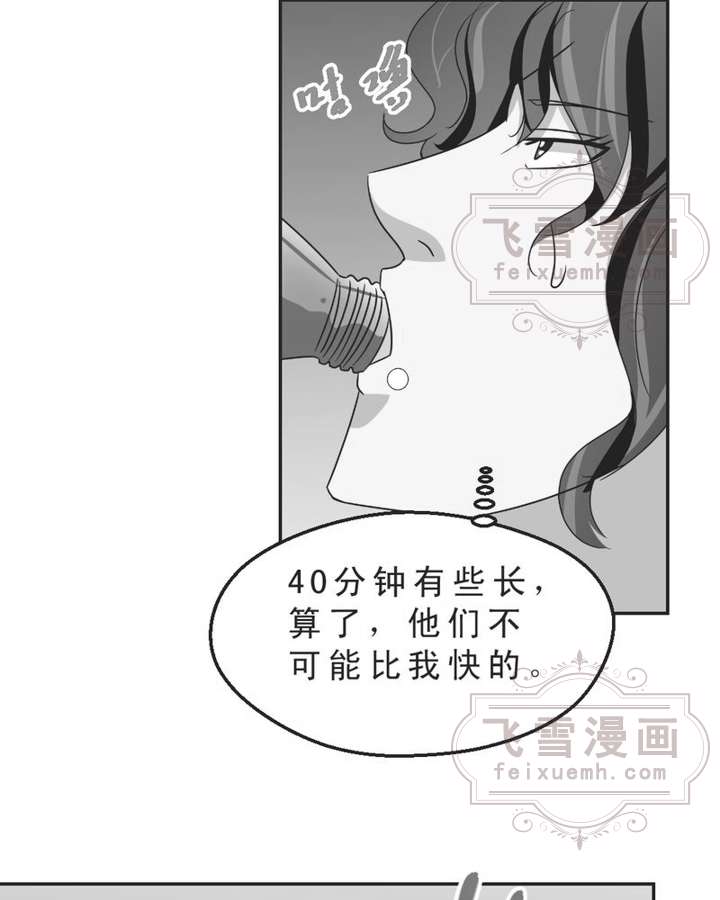 咕噜
飞雪漫画
feixuemh.com
40分钟有些长，
算了，他们不
可能比我快的。
飞雪漫画
feixuemh.com